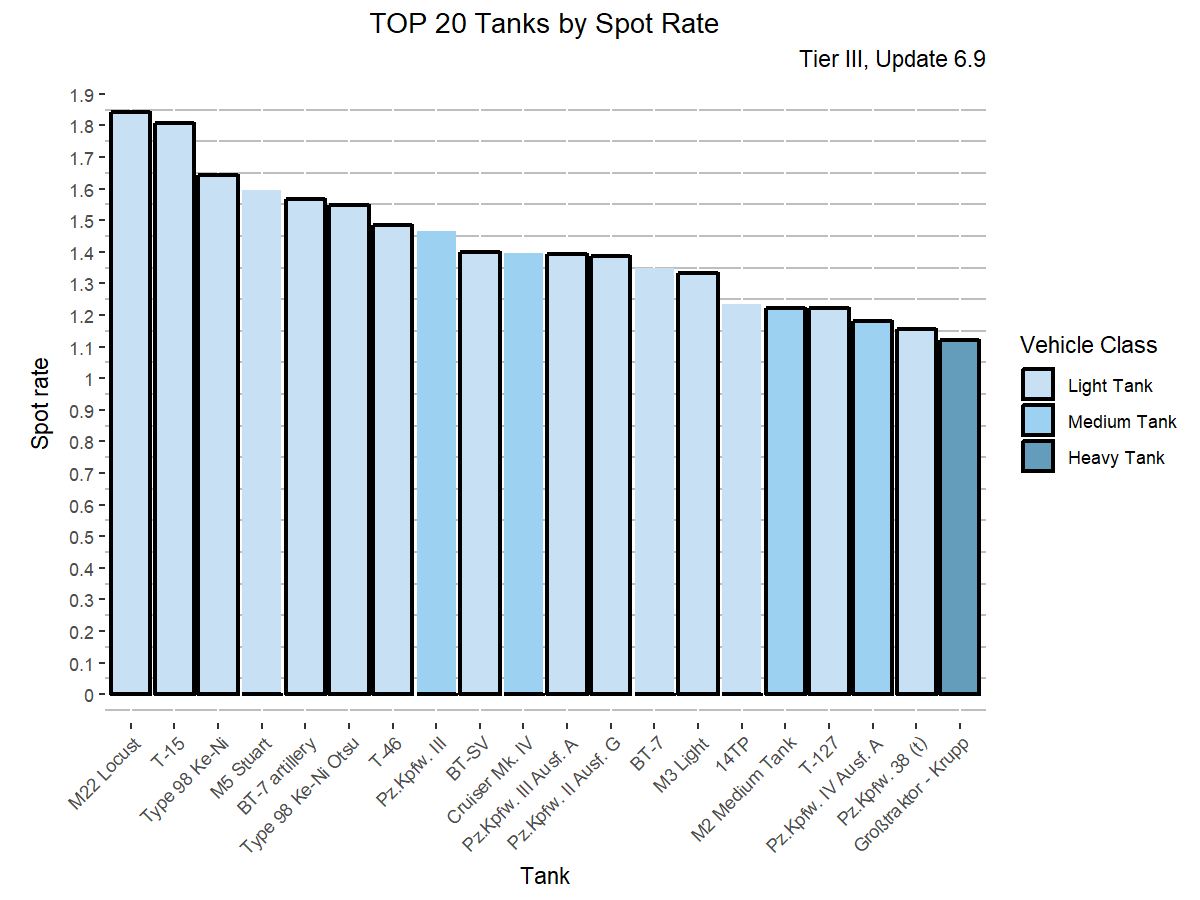 TOP 20 Tanks by Spot Rate
Tier III, Update 6.9
1.9
1.8
1.7
1.6
1.5
1.4
1.3
1.2
1.1
1
0.9
0.8
0.7
0.6
0.5
0.4
0.3
0.2
0.1
0
Spot rate
M22 Locust
T-15
Type 98 Ke-Ni
M5 Stuart
BT-7 artillery
Type 98 Ke-Ni Otsu
T-46
Pz.Kpfw. III
BT-SV
Cruiser Mk. IV
Pz.Kpfw. III Ausf. A
Pz.Kpfw. II Ausf. G
BT-7
M3 Light
14TP
M2 Medium Tank
T-127
Pz.Kpfw. IV Ausf. A
Pz.Kpfw. 38 (t)
Großtraktor - Krupp
Tank
Vehicle Class
Light Tank
Medium Tank
Heavy Tank